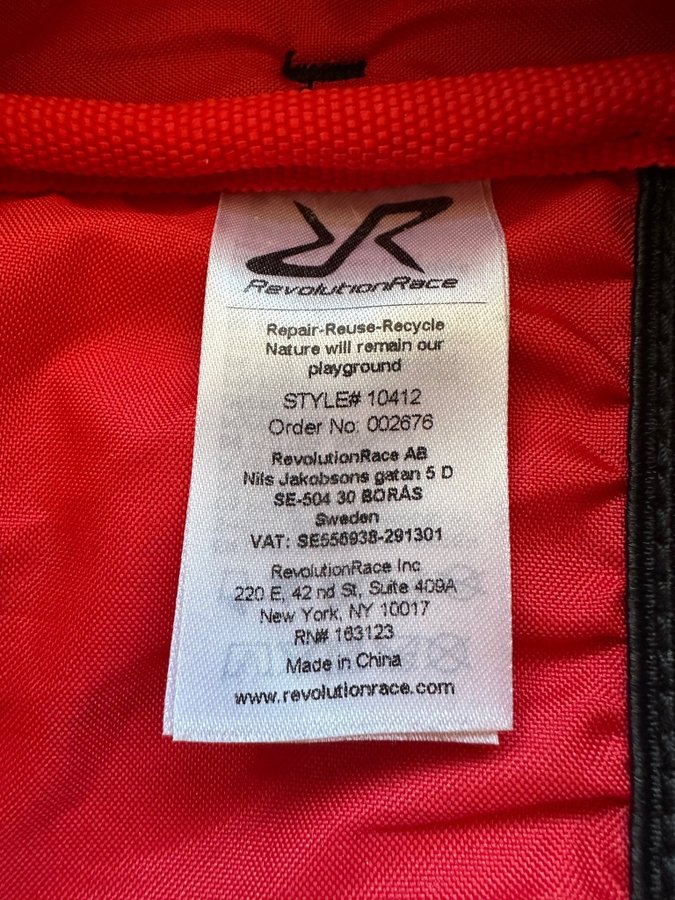 RevolutionRace
Repair-Reuse-Recycle
Nature will remain our
playground
STYLE# 10412
Order No: 002676
RevolutionRace AB
Nils Jakobsons gatan 5 D
SE-504 30 BORÅS
Sweden
VAT: SE556938-291301
RevolutionRace Inc
220 E, 42 nd St, Suite 409A
New York, NY 10017
RN# 163123
Made in China
www.revolutionrace.com